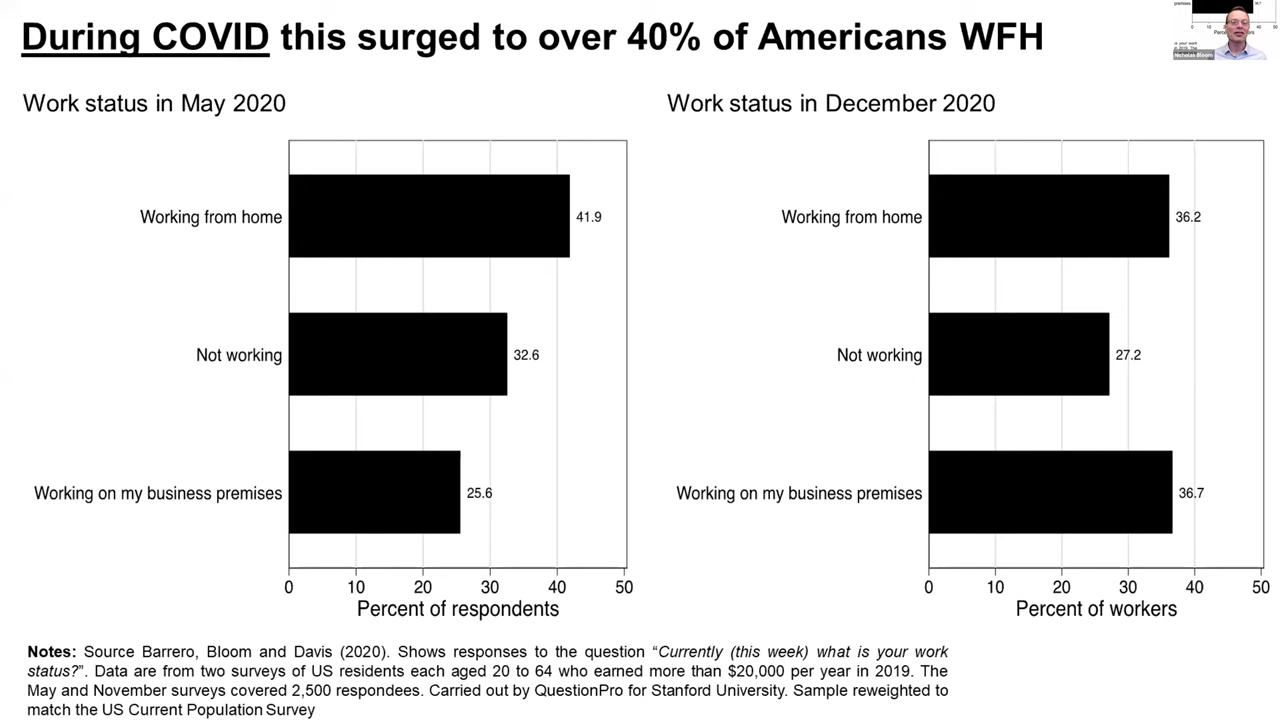 During COVID this surged to over 40% of Americans WFH
Work status in May 2020
Working from home
41.9
Not working
32.6
Working on my business premises
25.6
0 10 20 30 40 50
Percent of respondents
Work status in December 2020
Working from home
36.2
Not working
27.2
Working on my business premises
36.7
0 10 20 30 40 50
Percent of workers
Notes: Source Barrero, Bloom and Davis (2020). Shows responses to the question “Currently (this week) what is your work
status?”. Data are from two surveys of US residents each aged 20 to 64 who earned more than $20,000 per year in 2019. The
May and November surveys covered 2,500 respondees. Carried out by QuestionPro for Stanford University. Sample reweighted to
match the US Current Population Survey
premises
Nicholas Bloom